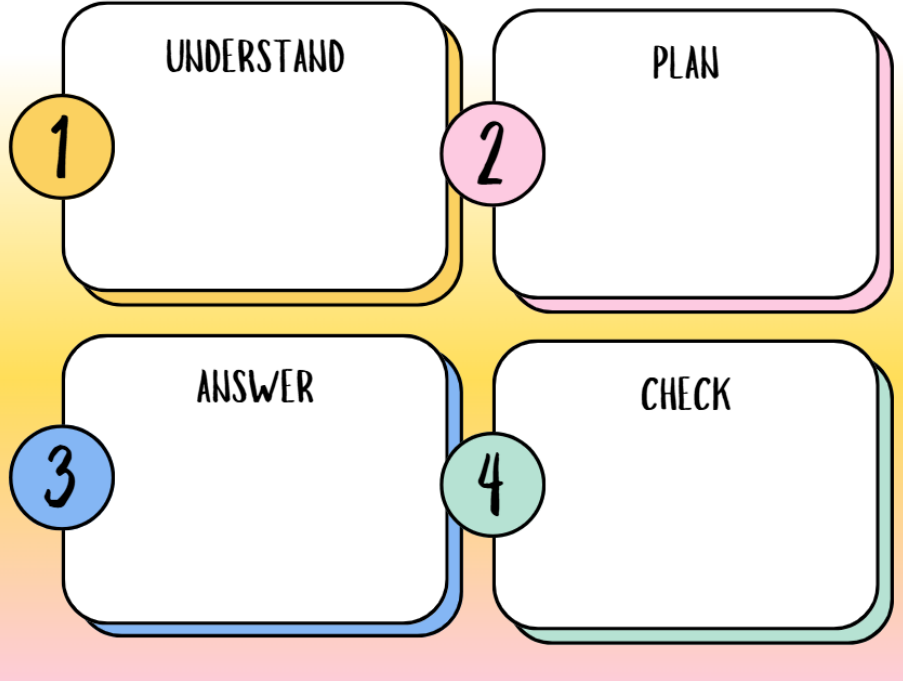 UNDERSTAND
1
PLAN
2
ANSWER
3
CHECK
4